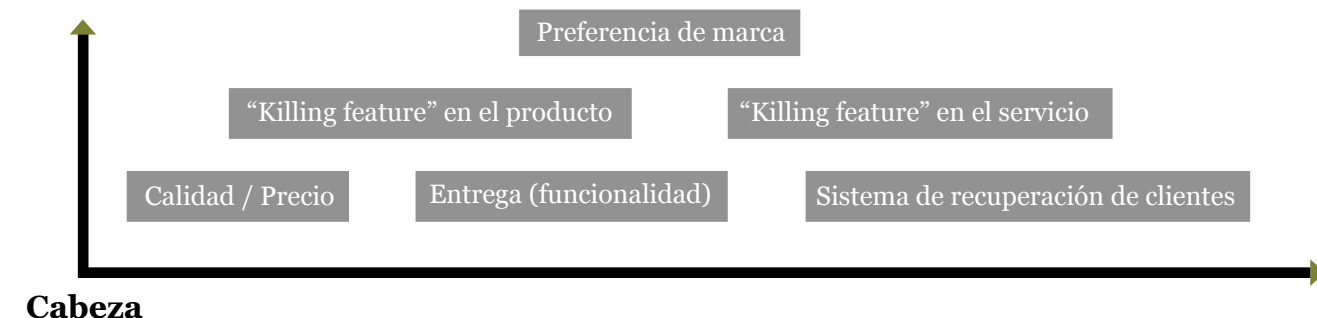 Preferencia de marca
“Killing feature” en el producto
“Killing feature” en el servicio
Calidad / Precio
Entrega (funcionalidad)
Sistema de recuperación de clientes
Cabeza